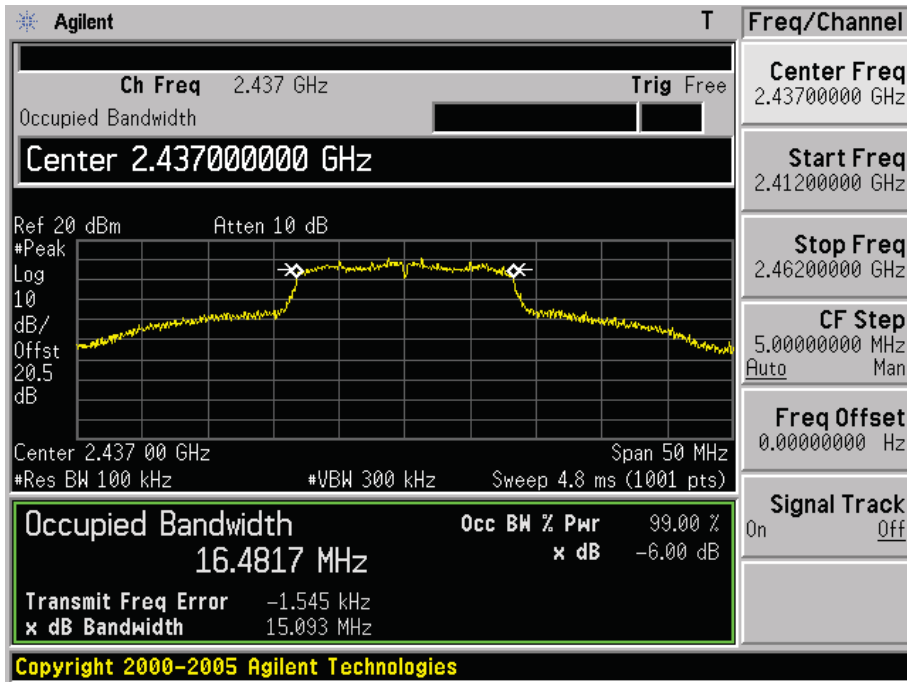 Agilent T
Ch Freq 2.437 GHz Trig Free
Occupied Bandwidth
Center 2.437000000 GHz
Ref 20 dBm Atten 10 dB
#Peak
Log
10
dB/
Offst
20.5
dB
Center 2.437 00 GHz Span 50 MHz
#Res BW 100 kHz #VBW 300 kHz Sweep 4.8 ms (1001 pts)
Occupied Bandwidth
16.4817 MHz
Occ BW % Pwr 99.00 %
x dB -6.00 dB
Transmit Freq Error -1.545 kHz
x dB Bandwidth 15.093 MHz
Copyright 2000-2005 Agilent Technologies
Freq/Channel
Center Freq
2.43700000 GHz
Start Freq
2.41200000 GHz
Stop Freq
2.46200000 GHz
CF Step
5.00000000 MHz
Auto Man
Freq Offset
0.00000000 Hz
Signal Track
On Off